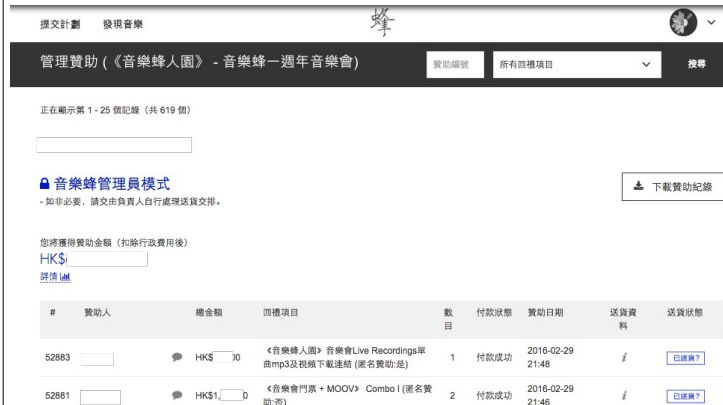 提交計劃 發現音樂 蜂
管理贊助 (《音樂蜂人園》 - 音樂蜂一週年音樂會) 贊助編號 所有回禮項目 搜尋
正在顯示第 1 - 25 個記錄（共 619 個）
音樂蜂管理員模式 下載贊助紀錄
- 如非必要，請交由負責人自行處理送貨交排。
您將獲得贊助金額（扣除行政費用後）
HK$
詳情
# 贊助人 總金額 回禮項目 數 付款狀態 贊助日期 送貨資 送貨狀態
目 料
《音樂蜂人園》音樂會Live Recordings單 2016-02-29
52883 HK$ 00 1 付款成功 i 已送貨?
曲mp3及視頻下載連結 (匿名贊助:是) 21:48
《音樂會門票 + MOOV》 Combo I (匿名贊 2016-02-29
52881 HK$1, 0 2 付款成功 i 已送貨?
助:否) 21:46